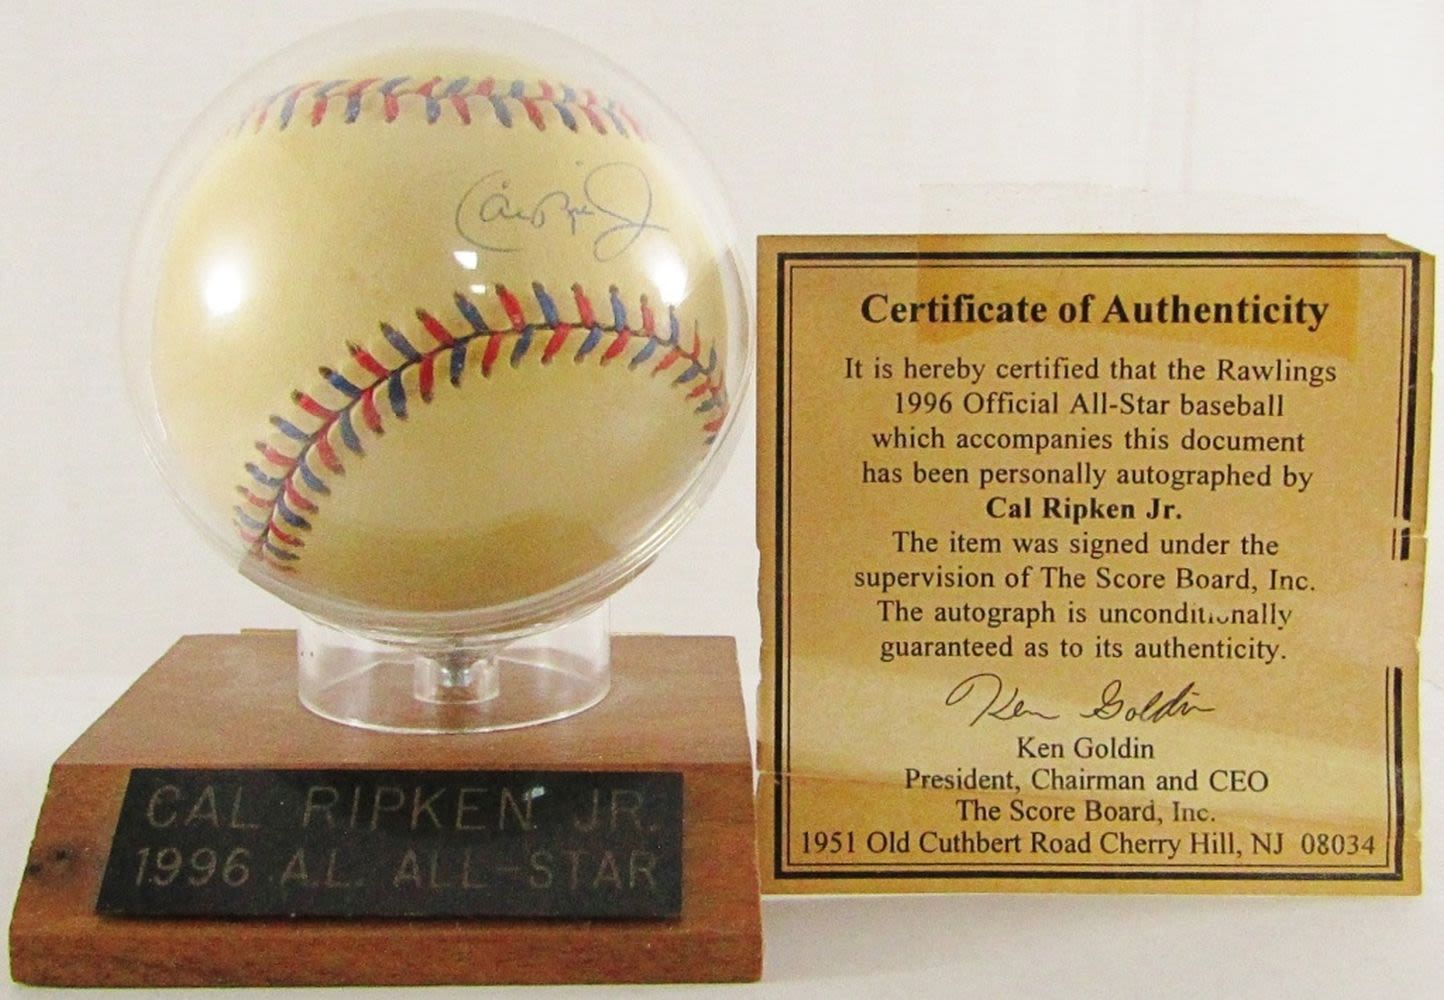 Cal Ripken Jr
CAL RIPKEN JR.
1996 A.L. ALL-STAR
Certificate of Authenticity
It is hereby certified that the Rawlings
1996 Official All-Star baseball
which accompanies this document
has been personally autographed by
Cal Ripken Jr.
The item was signed under the
supervision of The Score Board, Inc.
The autograph is unconditionally
guaranteed as to its authenticity.
Ken Goldin
Ken Goldin
President, Chairman and CEO
The Score Board, Inc.
1951 Old Cuthbert Road Cherry Hill, NJ 08034